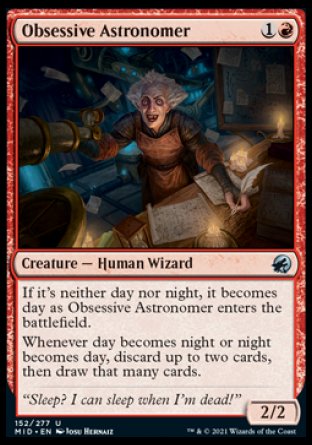 Obsessive Astronomer 1
Creature — Human Wizard
If it's neither day nor night, it becomes
day as Obsessive Astronomer enters the
battlefield.
Whenever day becomes night or night
becomes day, discard up to two cards,
then draw that many cards.
"Sleep? I can sleep when I'm dead!"
2/2
152/277 U
MID • EN Josu Hernaiz
™ & © 2021 Wizards of the Coast